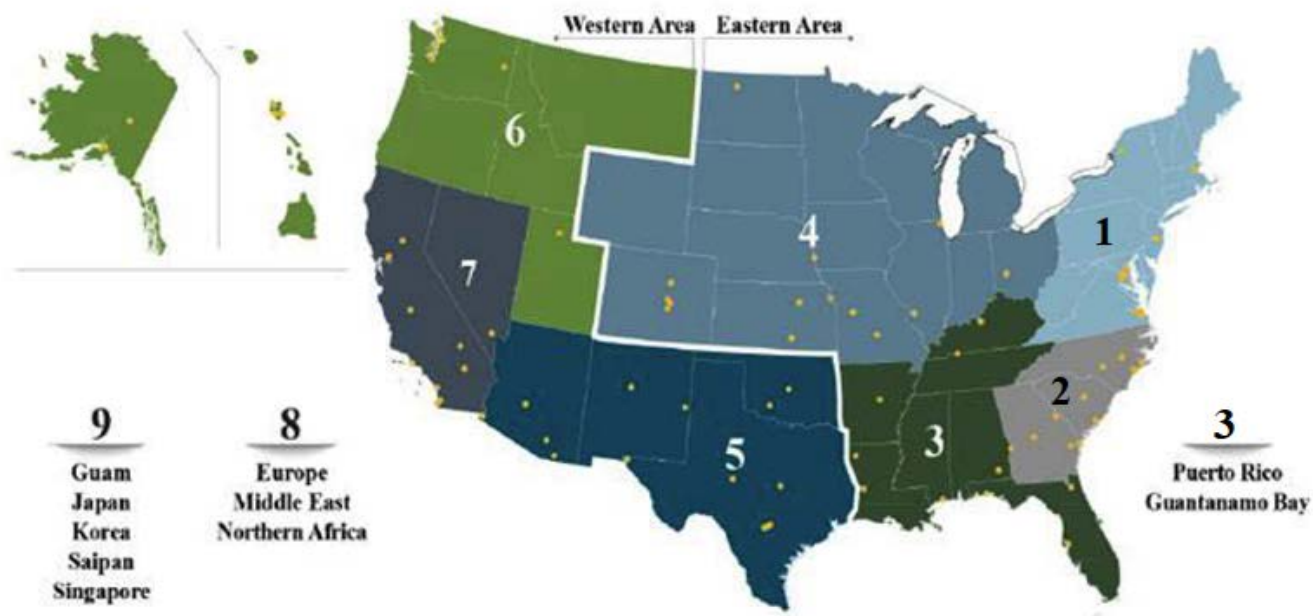 Western Area
Eastern Area
6
4
1
7
2
3
5
9
Guam
Japan
Korea
Saipan
Singapore
8
Europe
Middle East
Northern Africa
3
Puerto Rico
Guantanamo Bay